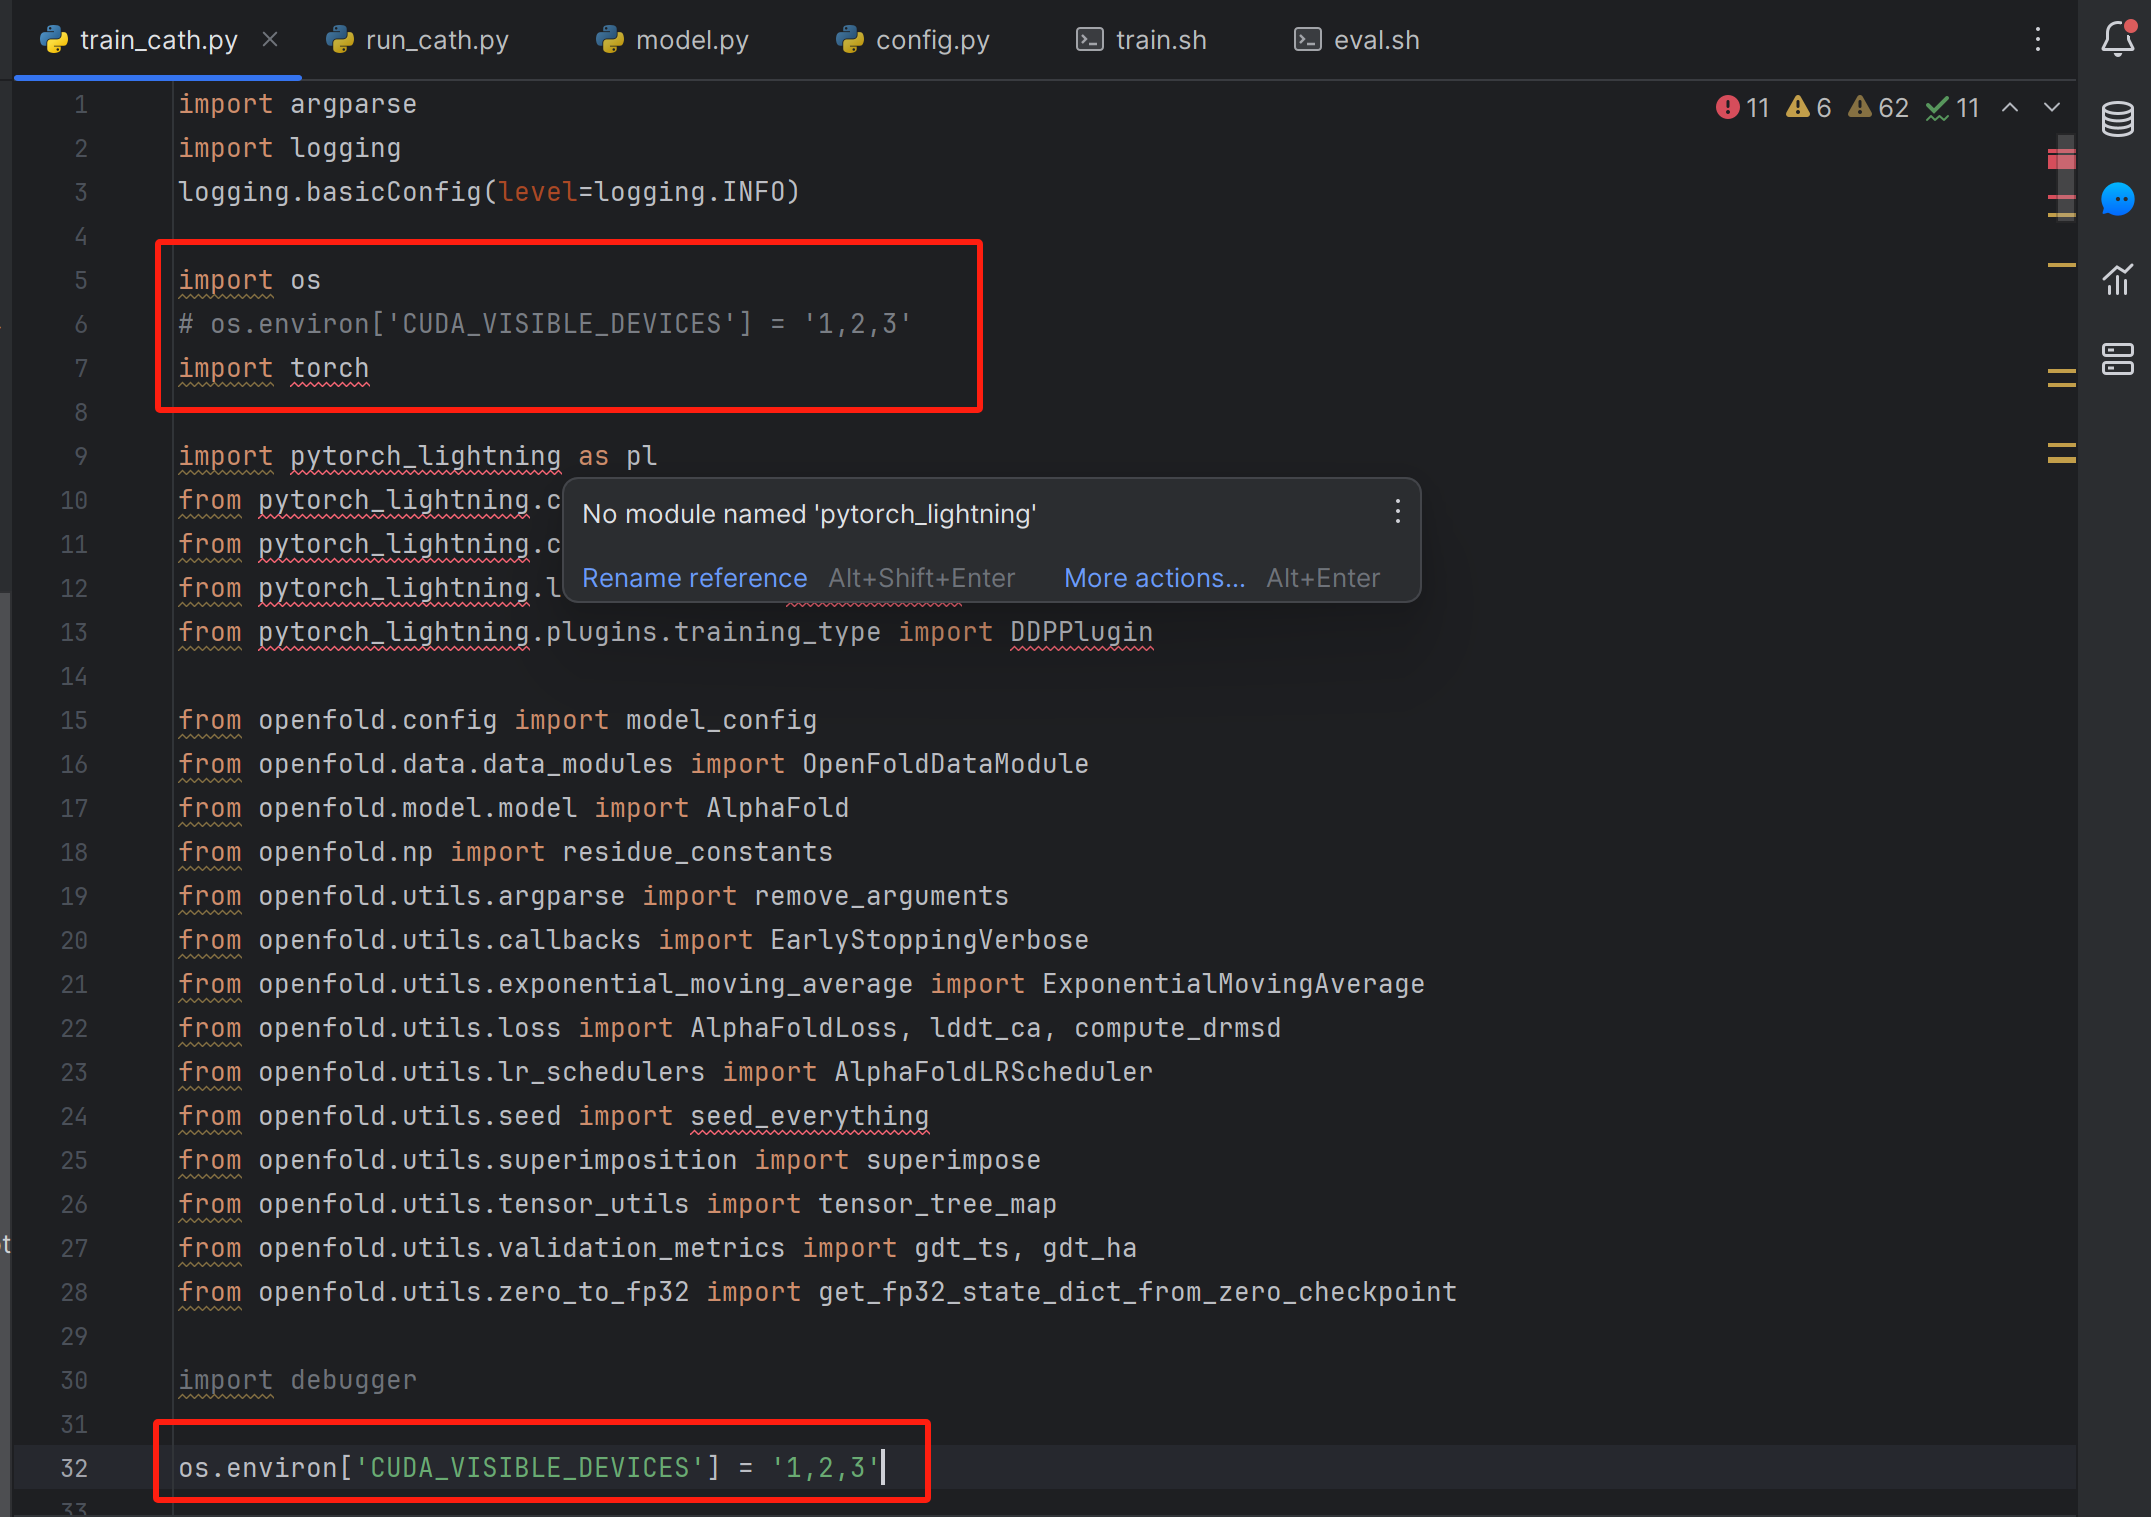 train_cath.py
run_cath.py
model.py
config.py
train.sh
eval.sh
11 6 62 11
1 import argparse
2 import logging
3 logging.basicConfig(level=logging.INFO)
4
5 import os
6 # os.environ['CUDA_VISIBLE_DEVICES'] = '1,2,3'
7 import torch
8
9 import pytorch_lightning as pl
10 from pytorch_lightning.c
11 from pytorch_lightning.c
12 from pytorch_lightning.l
No module named 'pytorch_lightning'
Rename reference Alt+Shift+Enter More actions... Alt+Enter
13 from pytorch_lightning.plugins.training_type import DDPPlugin
14
15 from openfold.config import model_config
16 from openfold.data.data_modules import OpenFoldDataModule
17 from openfold.model.model import AlphaFold
18 from openfold.np import residue_constants
19 from openfold.utils.argparse import remove_arguments
20 from openfold.utils.callbacks import EarlyStoppingVerbose
21 from openfold.utils.exponential_moving_average import ExponentialMovingAverage
22 from openfold.utils.loss import AlphaFoldLoss, lddt_ca, compute_drmsd
23 from openfold.utils.lr_schedulers import AlphaFoldLRScheduler
24 from openfold.utils.seed import seed_everything
25 from openfold.utils.superimposition import superimpose
26 from openfold.utils.tensor_utils import tensor_tree_map
27 from openfold.utils.validation_metrics import gdt_ts, gdt_ha
28 from openfold.utils.zero_to_fp32 import get_fp32_state_dict_from_zero_checkpoint
29
30 import debugger
31
32 os.environ['CUDA_VISIBLE_DEVICES'] = '1,2,3'
33